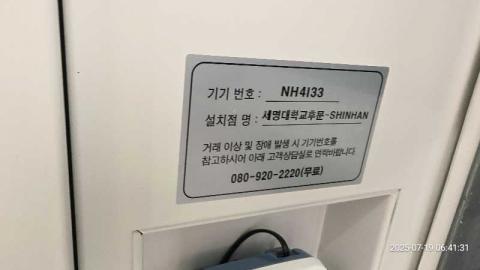 기기 번호 : NH4133
설치점 명 : 세명대학교후문-SHINHAN
거래 이상 및 장애 발생 시 기기번호를
참고하시어 아래 고객상담실로 연락바랍니다.
080-920-2220(무료)
2025-07-19 06:41:31